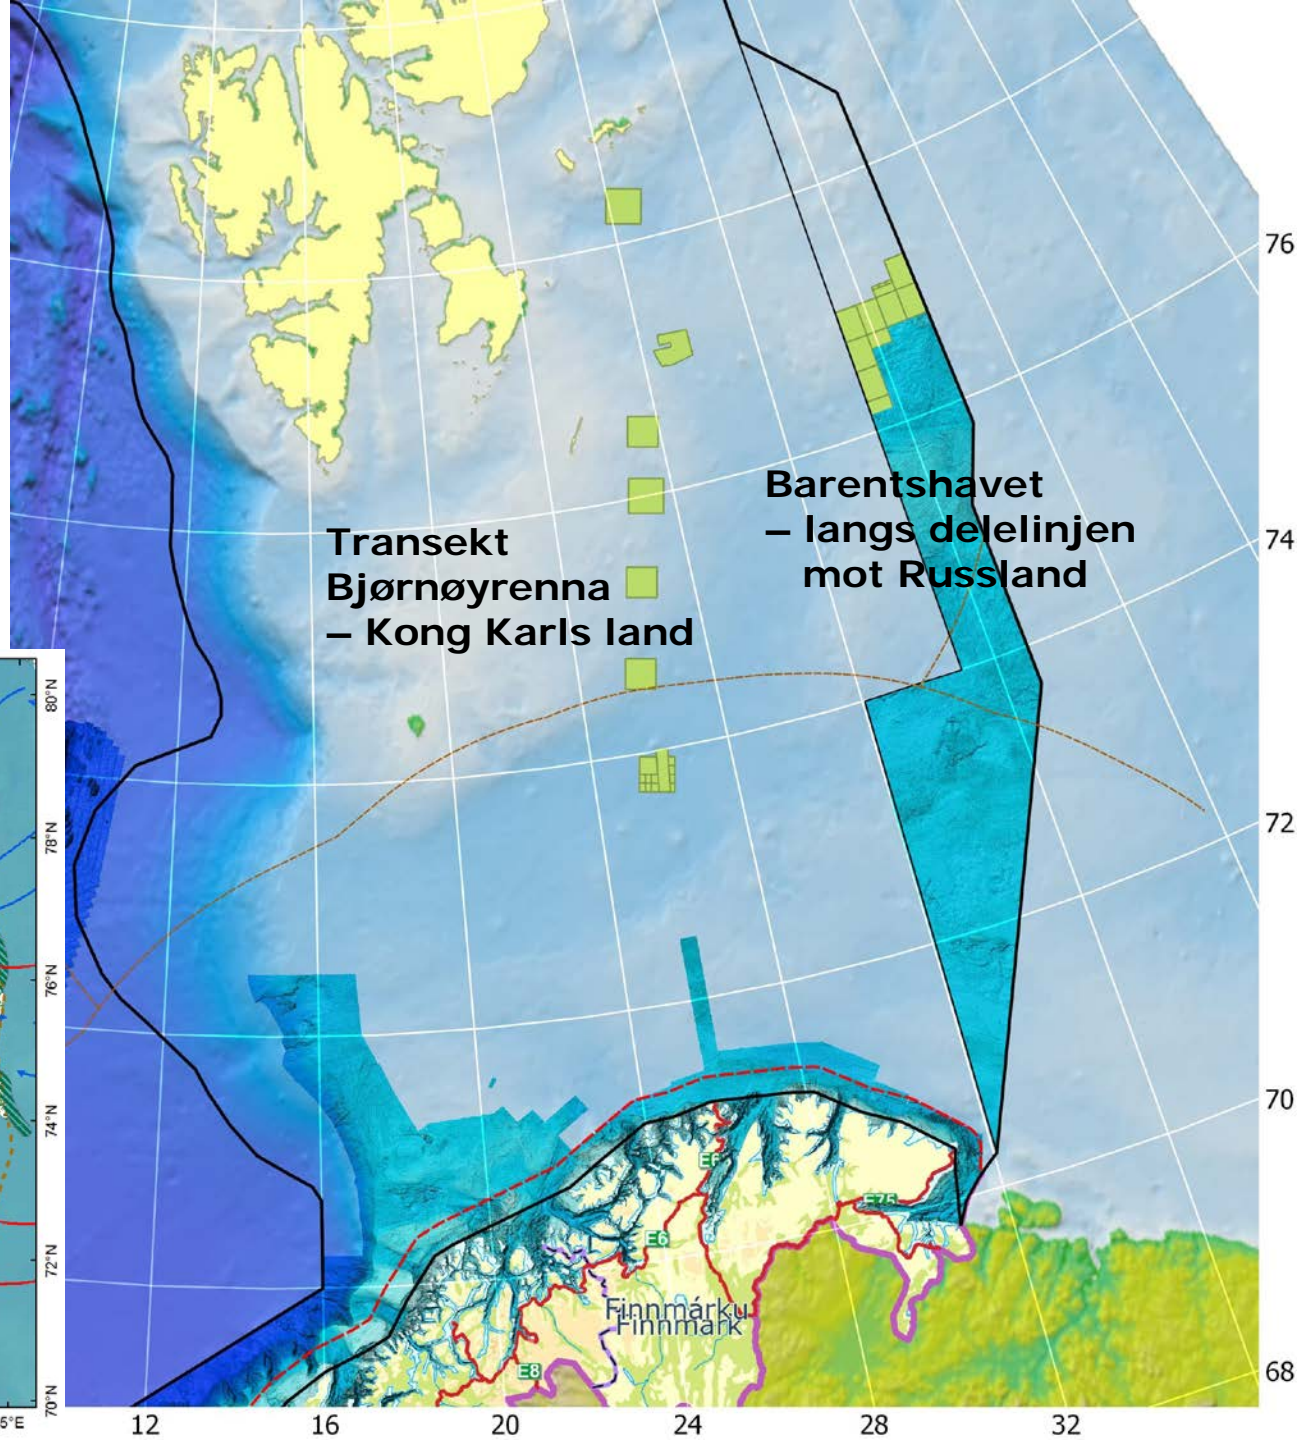 76
Barentshavet
– langs delelinjen
mot Russland
74
Transekt
Bjørnøyrenna
– Kong Karls land
80°N
78°N
72
76°N
74°N
70
E6
E75
72°N
E6
Finnmárku
Finnmark
E8
68
70°N
12
16
20
24
28
32